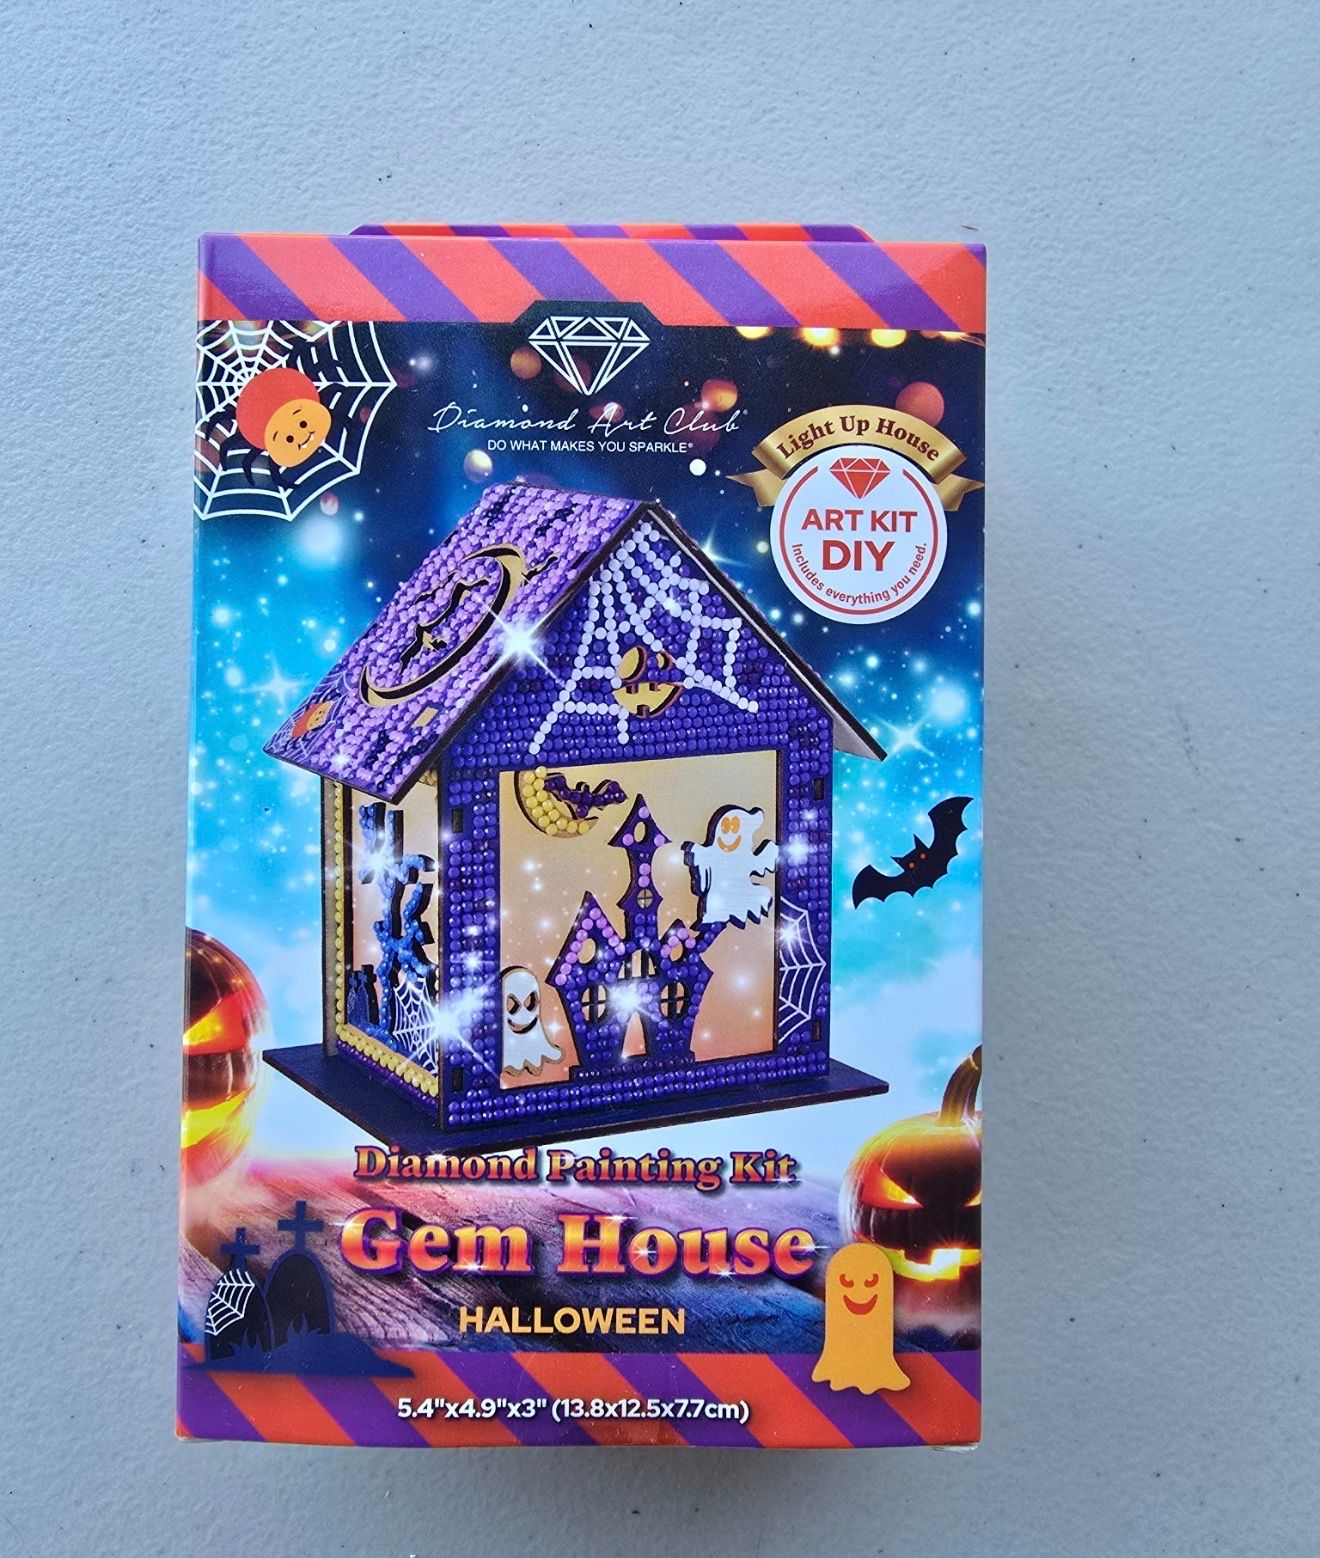 Diamond Art Club®
DO WHAT MAKES YOU SPARKLE®
Light Up House
ART KIT
DIY
Includes everything you need.
Diamond Painting Kit
Gem House
HALLOWEEN
5.4"x4.9"x3" (13.8x12.5x7.7cm)